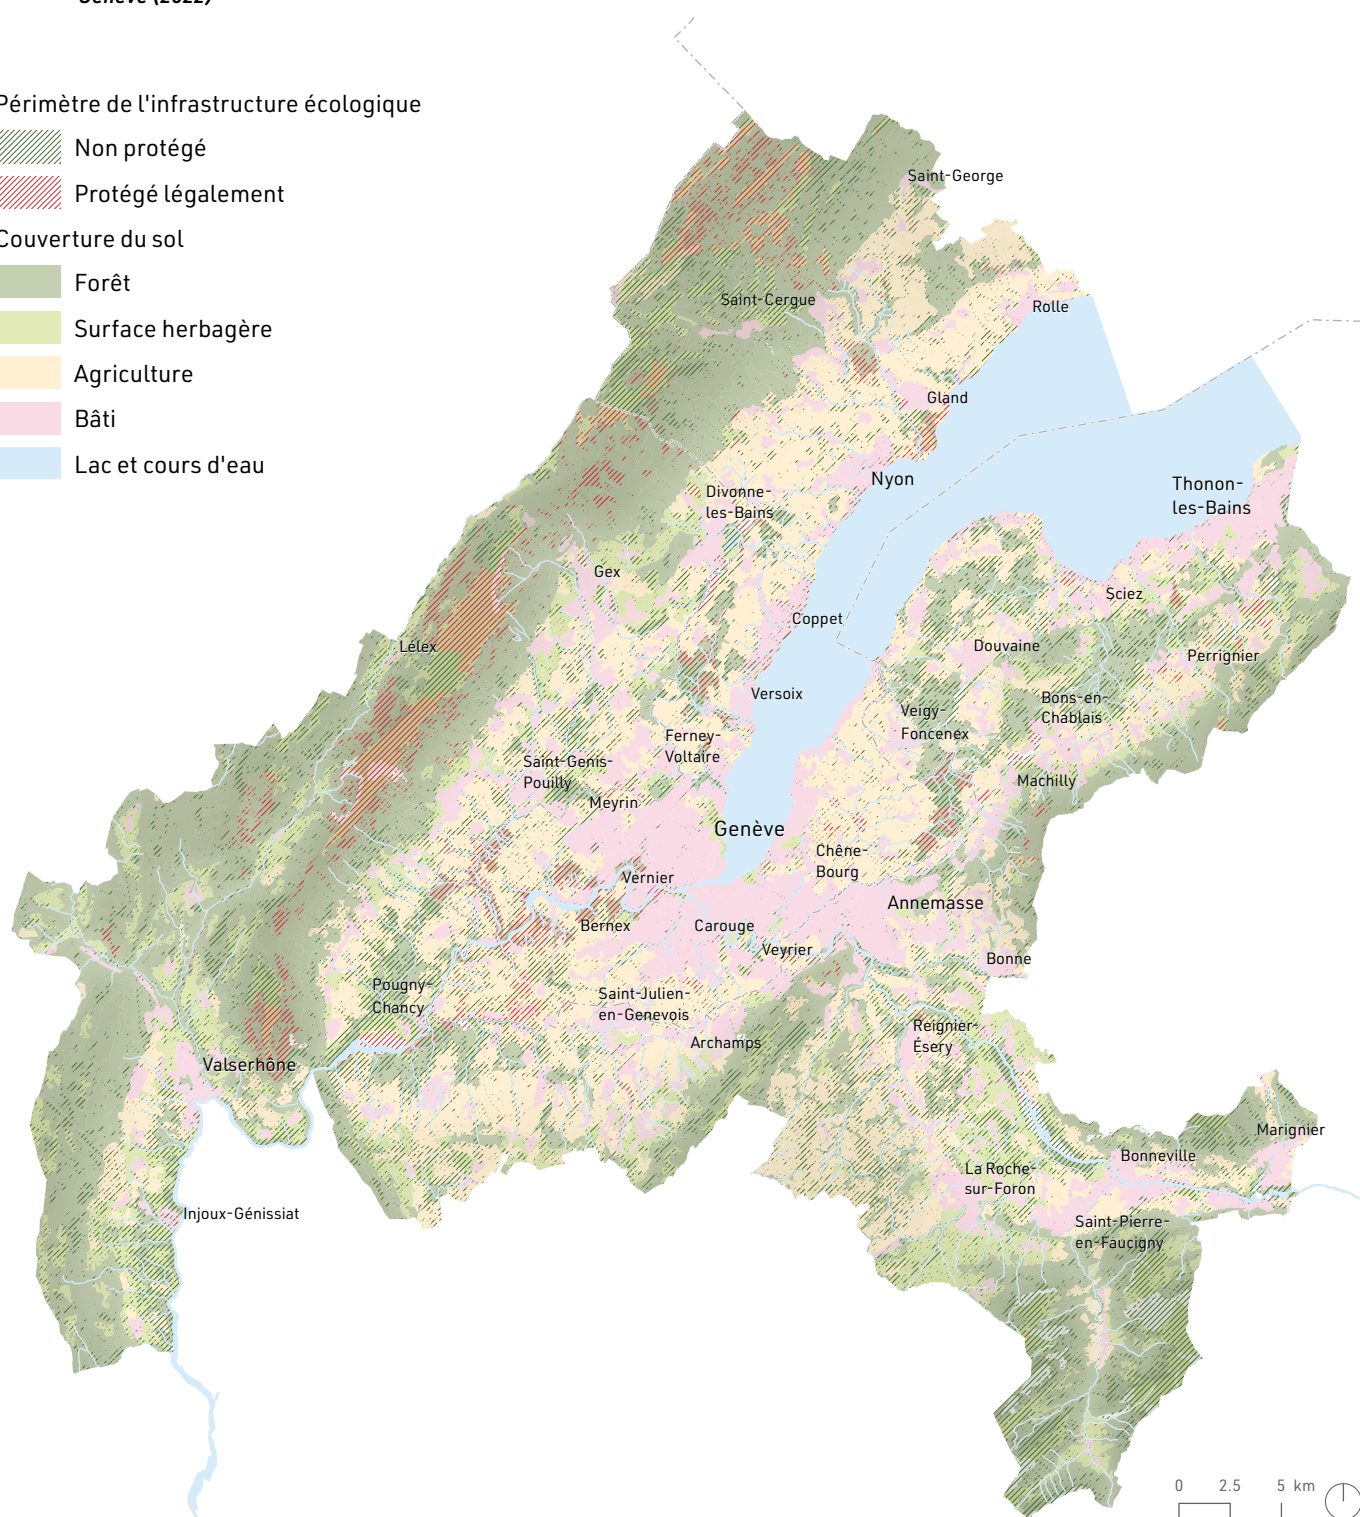 Genève (2022)
Périmètre de l'infrastructure écologique
Non protégé
Protégé légalement
Couverture du sol
Forêt
Surface herbagère
Agriculture
Bâti
Lac et cours d'eau
Saint-George
Saint-Cergue
Rolle
Gland
Nyon
Divonne-
les-Bains
Thonon-
les-Bains
Gex
Sciez
Coppet
Lélex
Douvaine
Perrignier
Versoix
Bons-en-
Chablais
Veigy-
Foncenex
Ferney-
Voltaire
Saint-Genis-
Pouilly
Machilly
Meyrin
Genève
Chêne-
Bourg
Vernier
Annemasse
Bernex
Carouge
Veyrier
Bonne
Pougny-
Chancy
Saint-Julien-
en-Genevois
Reignier-
Ésery
Archamps
Valserhône
Marignier
Bonneville
La Roche-
sur-Foron
Injoux-Génissiat
Saint-Pierre-
en-Faucigny
0 2.5 5 km